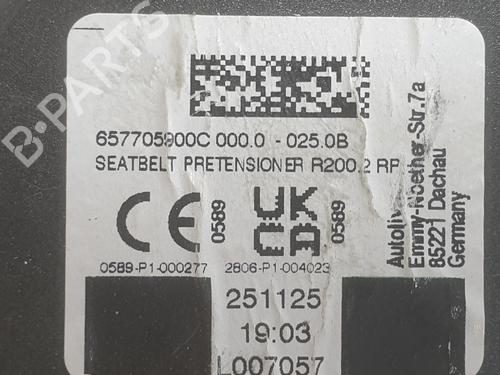 657705900C 000.0 - 025.0B
SEATBELT PRETENSIONER R200.2 RP
CE
0589
UK
CA
0589
0589-P1-000277
2806-P1-004023
251125
19:03
L007057
Autoliv
Emmy-Noether-Str.7a
85221 Dachau
Germany
B-PARTS